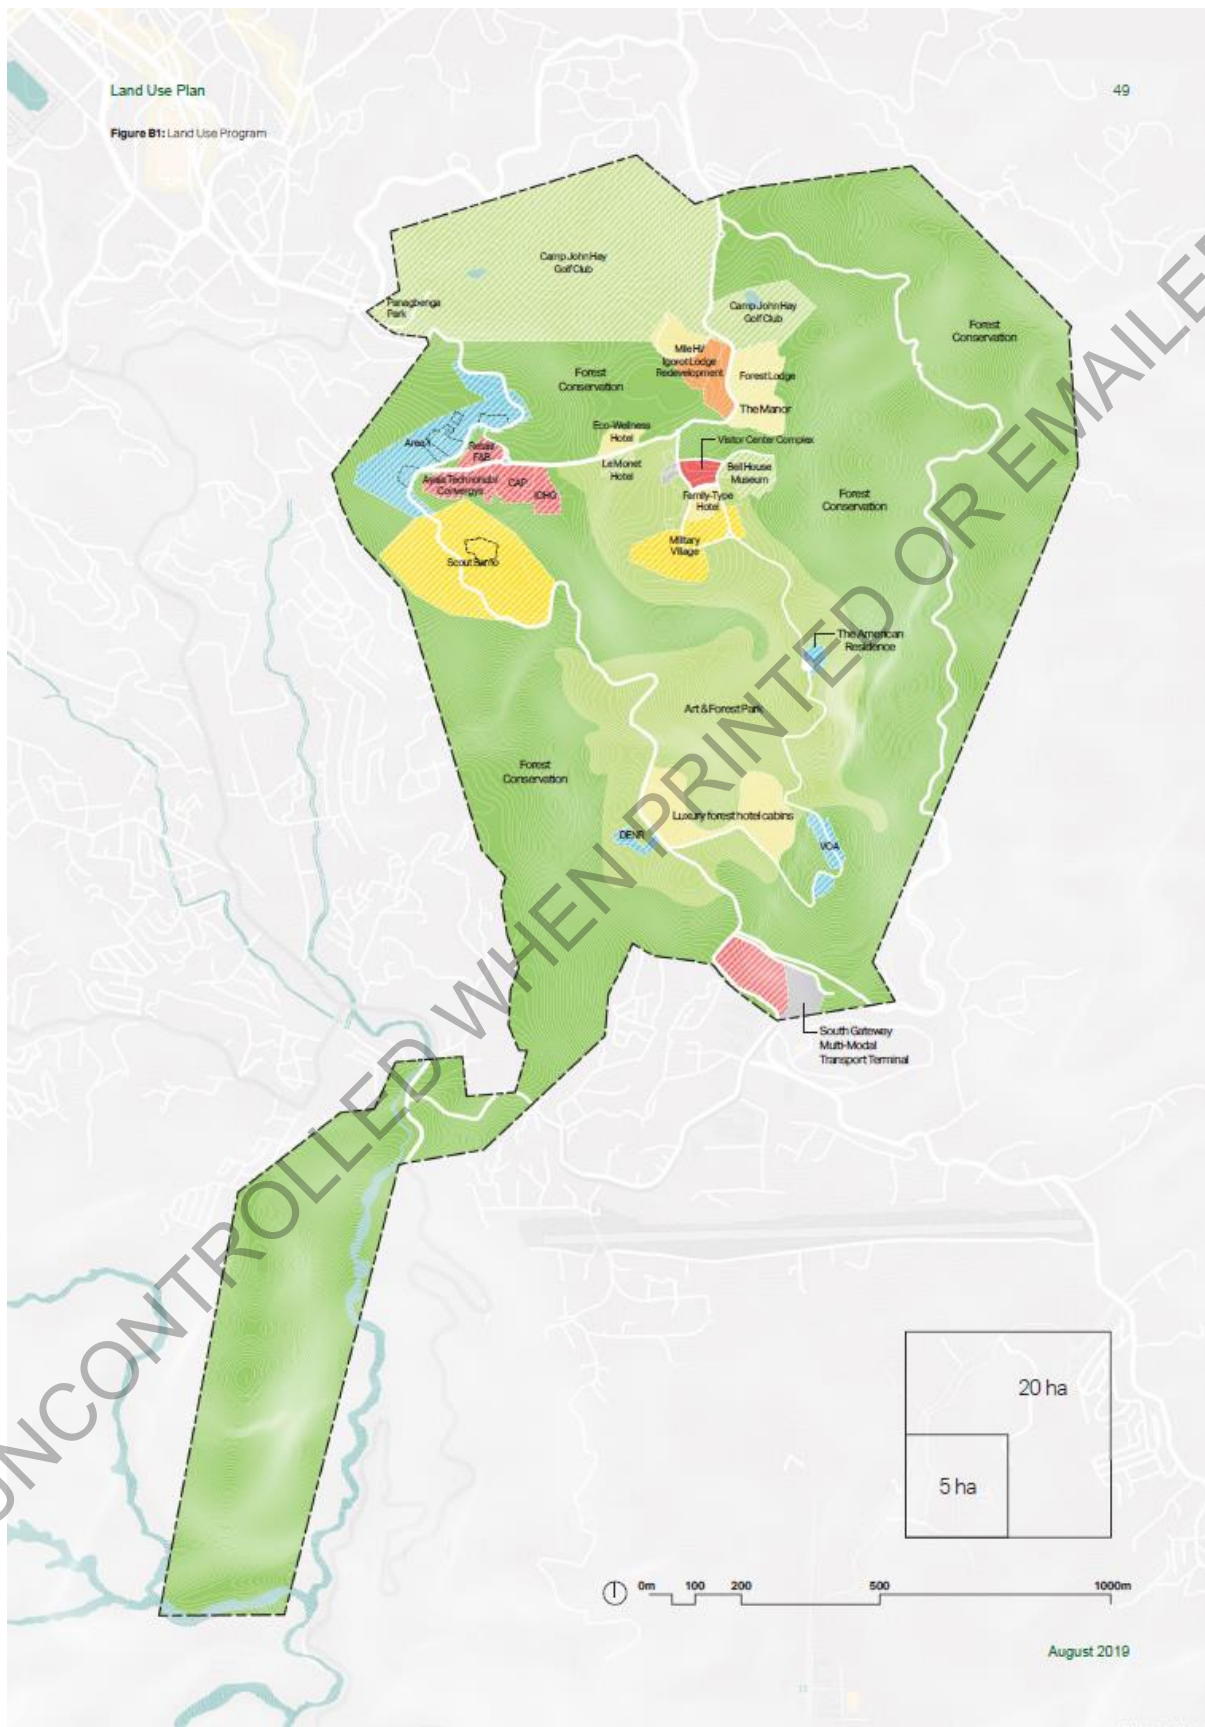 Land Use Plan
49
Figure B1: Land Use Program
Camp John Hay
Golf Club
Panagbenga
Park
Camp John Hay
Golf Club
Forest
Conservation
Mile Hi/
Igorot Lodge
Redevelopment
Forest
Conservation
Forest Lodge
The Manor
Eco-Wellness
Hotel
Visitor Center Complex
Area 1
Retail/
F&B
Le Monet
Hotel
Bell House
Museum
Ayala Technohub/
Convergys
CAP
ICHO
Family-Type
Hotel
Forest
Conservation
Military
Village
Scout Barrio
The American
Residence
Art & Forest Park
Forest
Conservation
Luxury forest hotel cabins
DENR
VOA
South Gateway
Multi-Modal
Transport Terminal
20 ha
5 ha
0m 100 200 500 1000m
August 2019
UNCONTROLLED WHEN PRINTED OR EMAILED